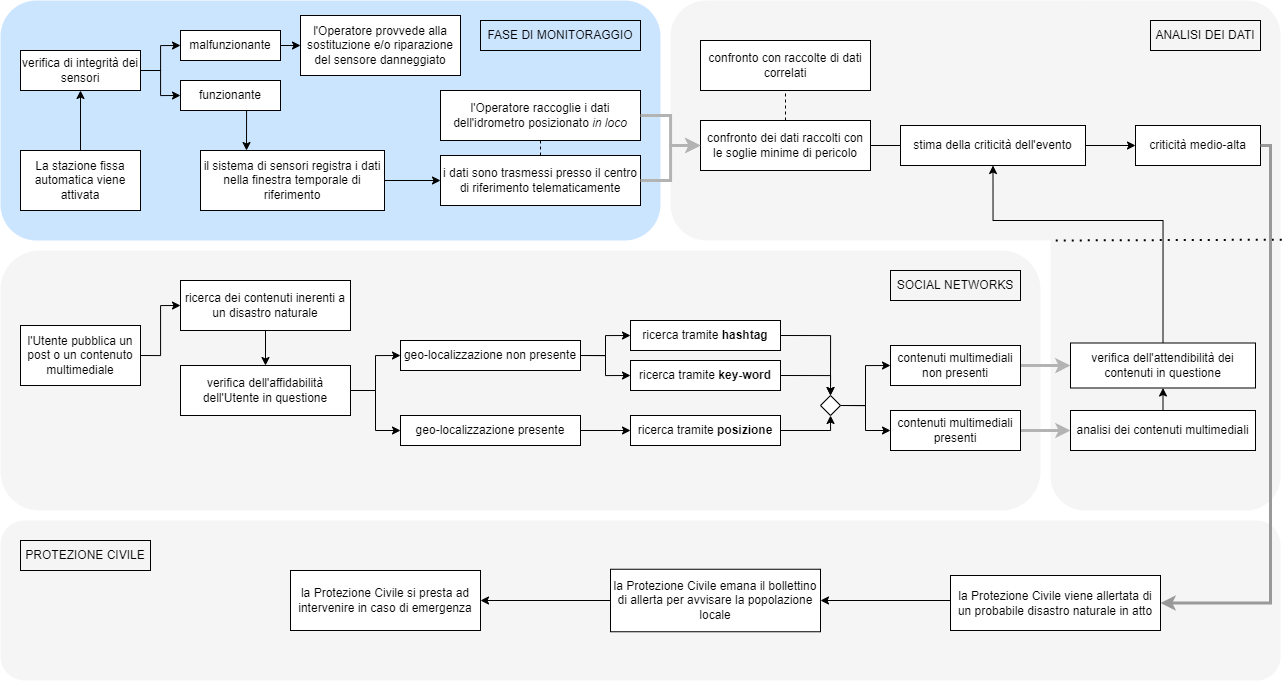 FASE DI MONITORAGGIO
verifica di integrità dei
sensori
malfunzionante
l'Operatore provvede alla
sostituzione e/o riparazione
del sensore danneggiato
funzionante
La stazione fissa
automatica viene
attivata
il sistema di sensori registra i dati
nella finestra temporale di
riferimento
l'Operatore raccoglie i dati
dell'idrometro posizionato in loco
i dati sono trasmessi presso il centro
di riferimento telematicamente
ANALISI DEI DATI
confronto con raccolte di dati
correlati
confronto dei dati raccolti con
le soglie minime di pericolo
stima della criticità dell'evento
criticità medio-alta
SOCIAL NETWORKS
l'Utente pubblica un
post o un contenuto
multimediale
ricerca dei contenuti inerenti a
un disastro naturale
verifica dell'affidabilità
dell'Utente in questione
geo-localizzazione non presente
geo-localizzazione presente
ricerca tramite hashtag
ricerca tramite key-word
ricerca tramite posizione
contenuti multimediali
non presenti
contenuti multimediali
presenti
verifica dell'attendibilità dei
contenuti in questione
analisi dei contenuti multimediali
PROTEZIONE CIVILE
la Protezione Civile si presta ad
intervenire in caso di emergenza
la Protezione Civile emana il bollettino
di allerta per avvisare la popolazione
locale
la Protezione Civile viene allertata di
un probabile disastro naturale in atto